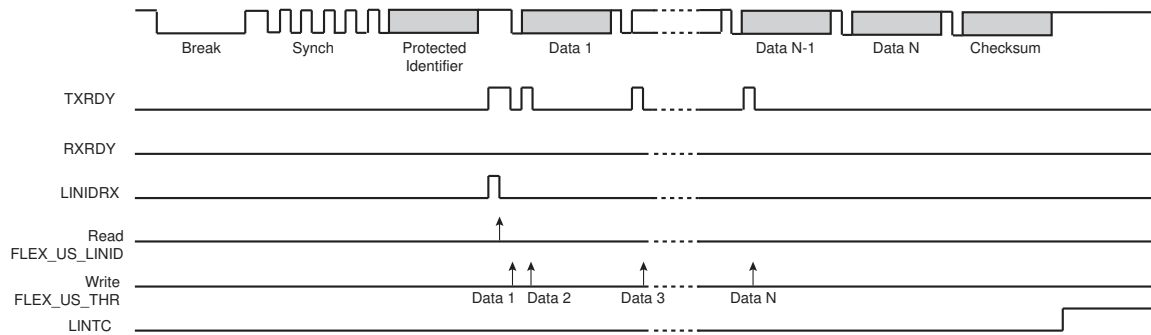 Break
Synch
Protected
Identifier
Data 1
Data N-1
Data N
Checksum
TXRDY
RXRDY
LINIDRX
Read
FLEX_US_LINID
Write
FLEX_US_THR
Data 1
Data 2
Data 3
Data N
LINTC